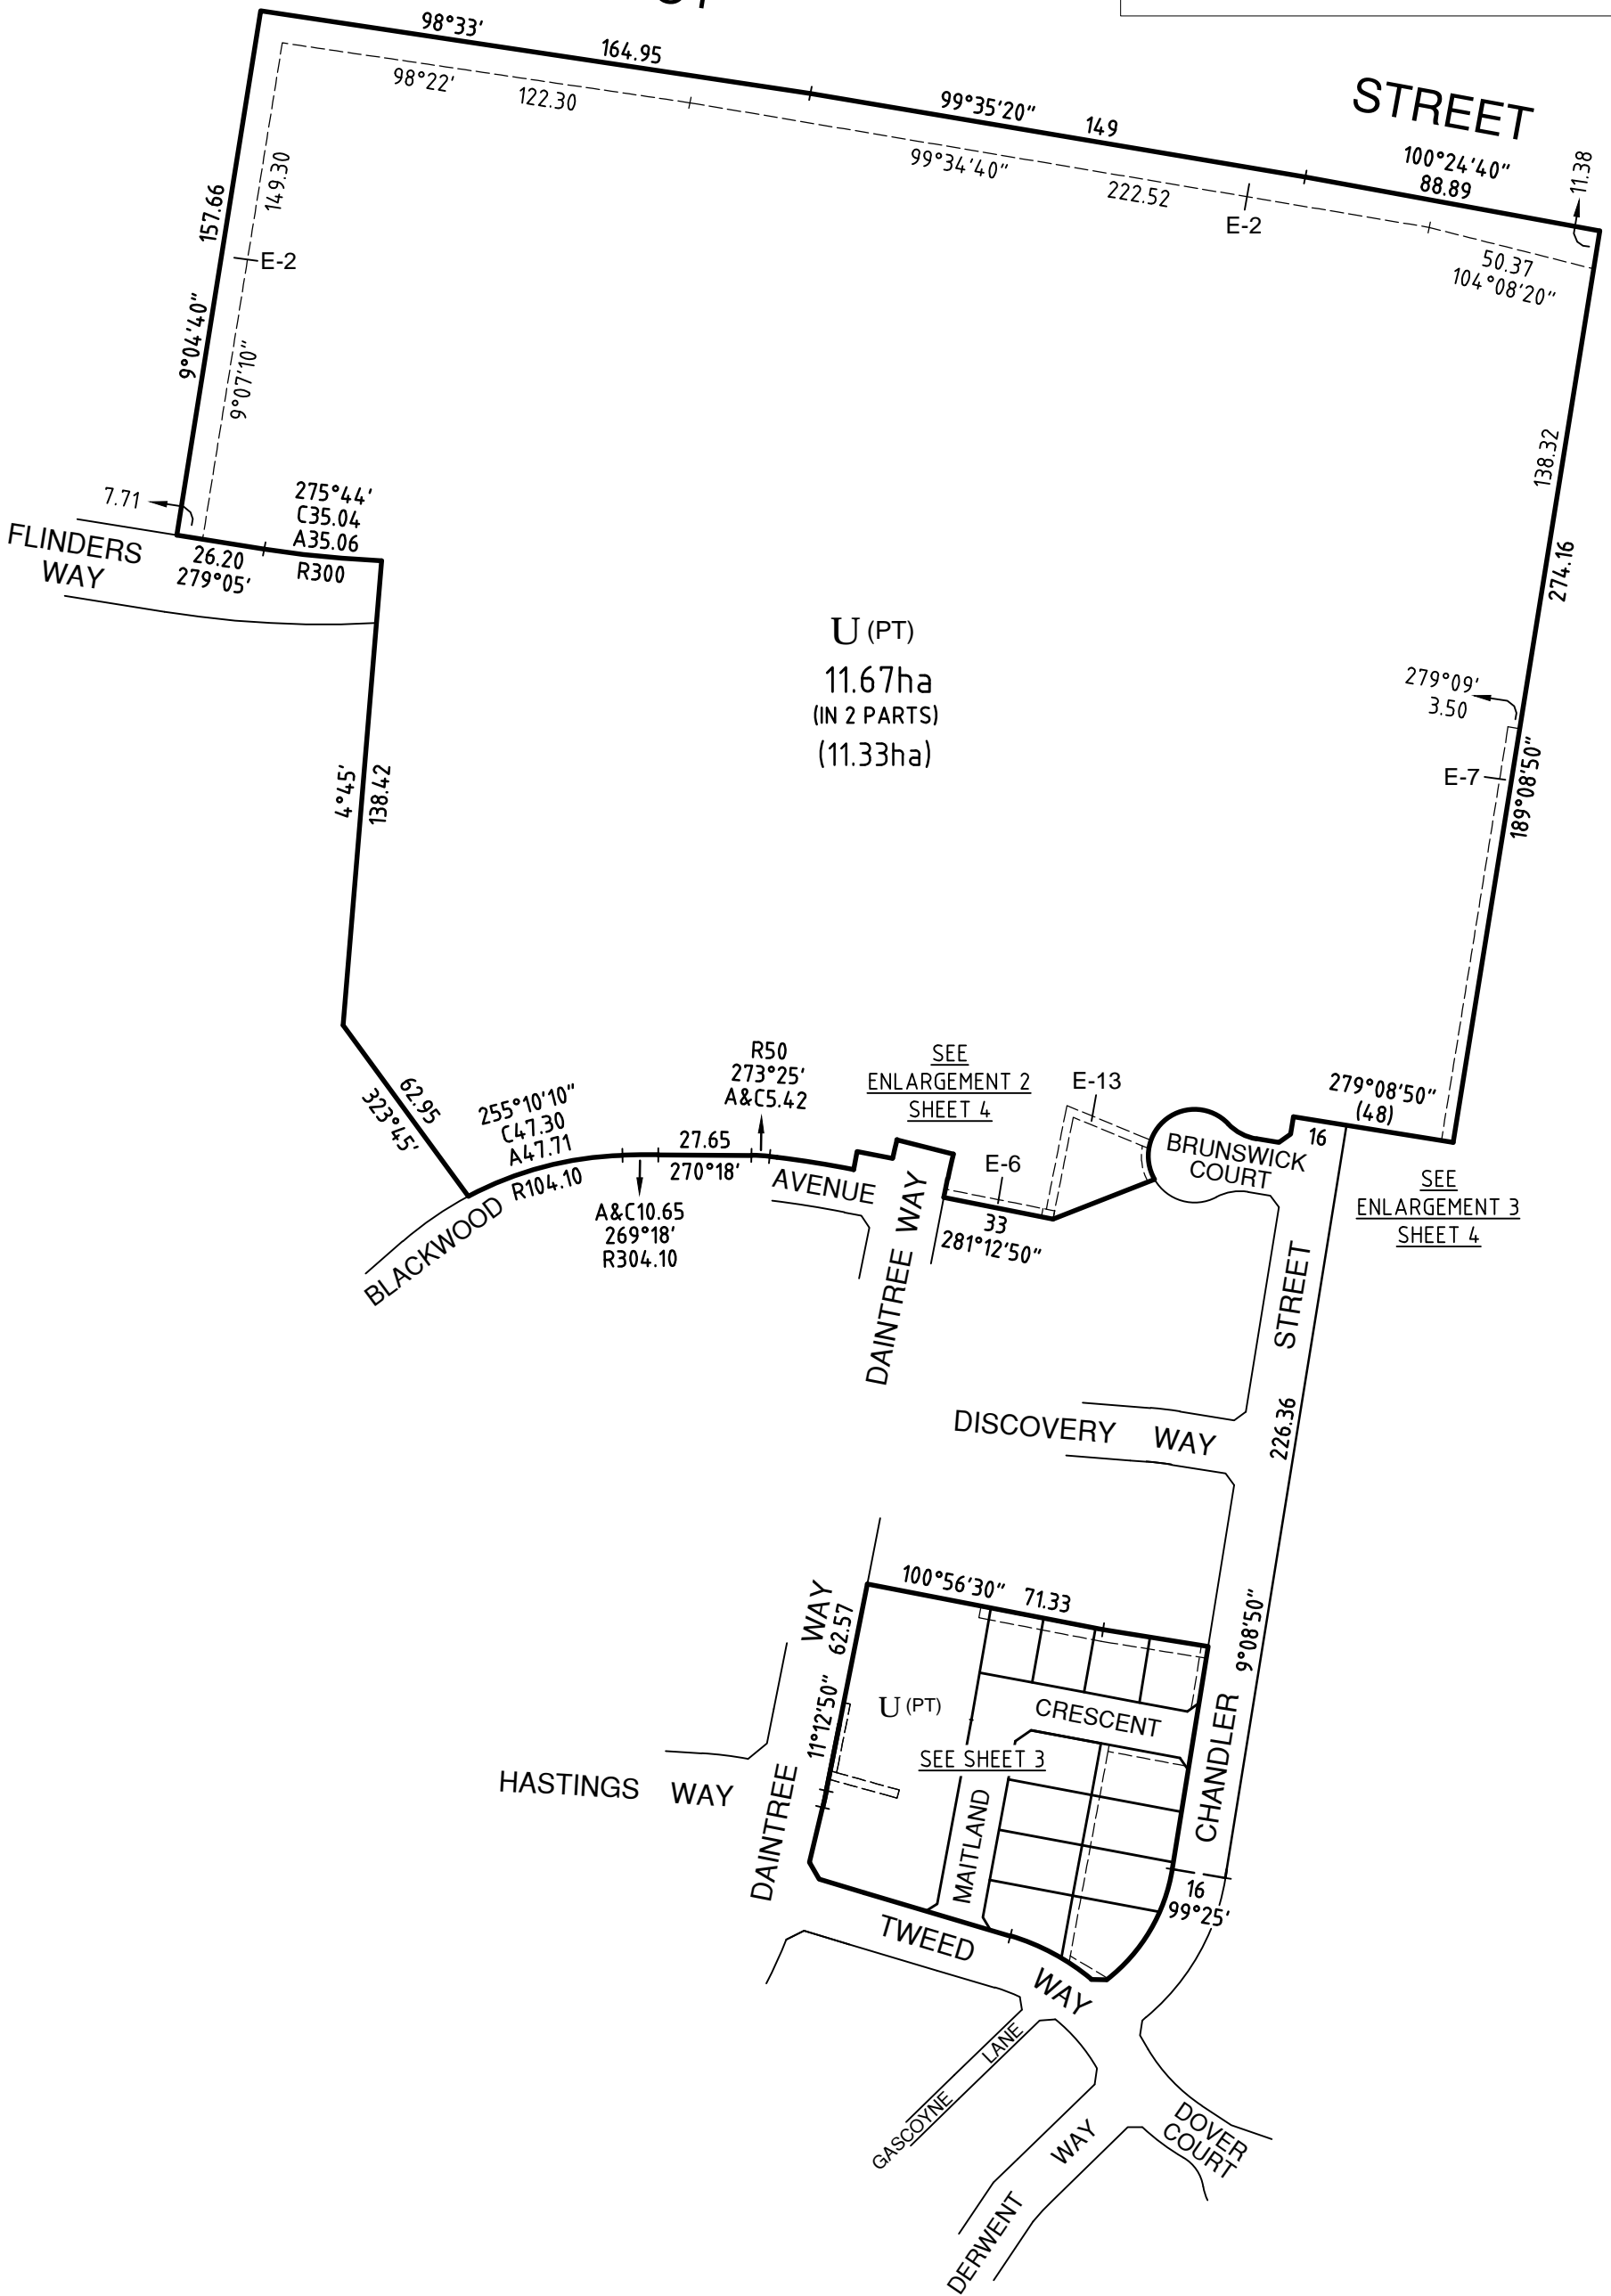 98°33'
164.95
98°22'
122.30
99°35'20"
149
99°34'40"
222.52
STREET
100°24'40"
88.89
11.38
E-2
50.37
104°08'20"
157.66
149.30
E-2
9°04'40"
9°07'10"
138.32
274.16
7.71
275°44'
C35.04
A35.06
R300
FLINDERS
WAY
26.20
279°05'
U (PT)
11.67ha
(IN 2 PARTS)
(11.33ha)
279°09'
3.50
E-7
189°08'50"
4°45'
138.42
62.95
323°45'
255°10'10"
C47.30
A47.71
R104.10
R50
273°25'
A&C5.42
27.65
270°18'
A&C10.65
269°18'
R304.10
BLACKWOOD
AVENUE
SEE
ENLARGEMENT 2
SHEET 4
E-13
E-6
33
281°12'50"
BRUNSWICK
COURT
279°08'50"
(48)
16
SEE
ENLARGEMENT 3
SHEET 4
DAINTREE WAY
STREET
226.36
DISCOVERY WAY
100°56'30" 71.33
WAY
62.57
11°12'50"
9°08'50"
U (PT)
CRESCENT
SEE SHEET 3
HASTINGS WAY
DAINTREE
MAITLAND
CHANDLER
16
99°25'
TWEED
WAY
LANE
GASCOYNE
DOVER
COURT
WAY
DERWENT